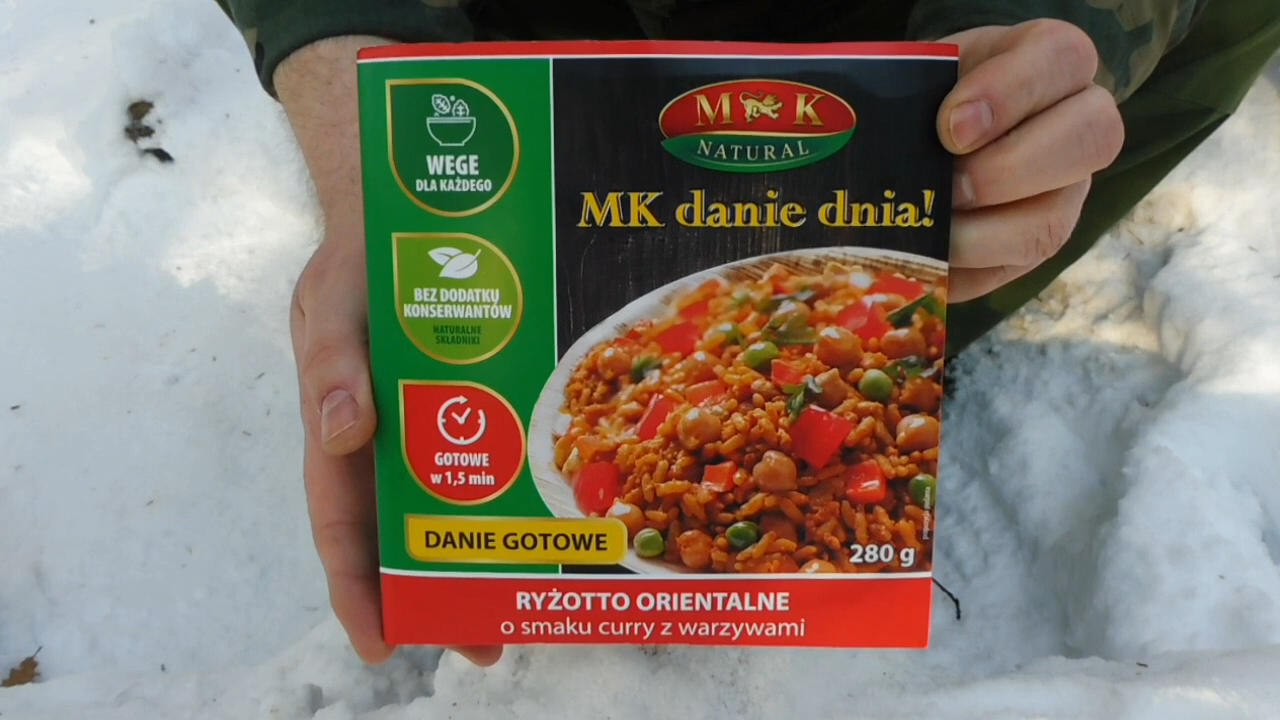 M K
NATURAL
MK danie dnia!
WEGE
DLA KAŻDEGO
BEZ DODATKU
KONSERWANTÓW
NATURALNE
SKŁADNIKI
GOTOWE
w 1,5 min
DANIE GOTOWE
280 g
RYŻOTTO ORIENTALNE
o smaku curry z warzywami